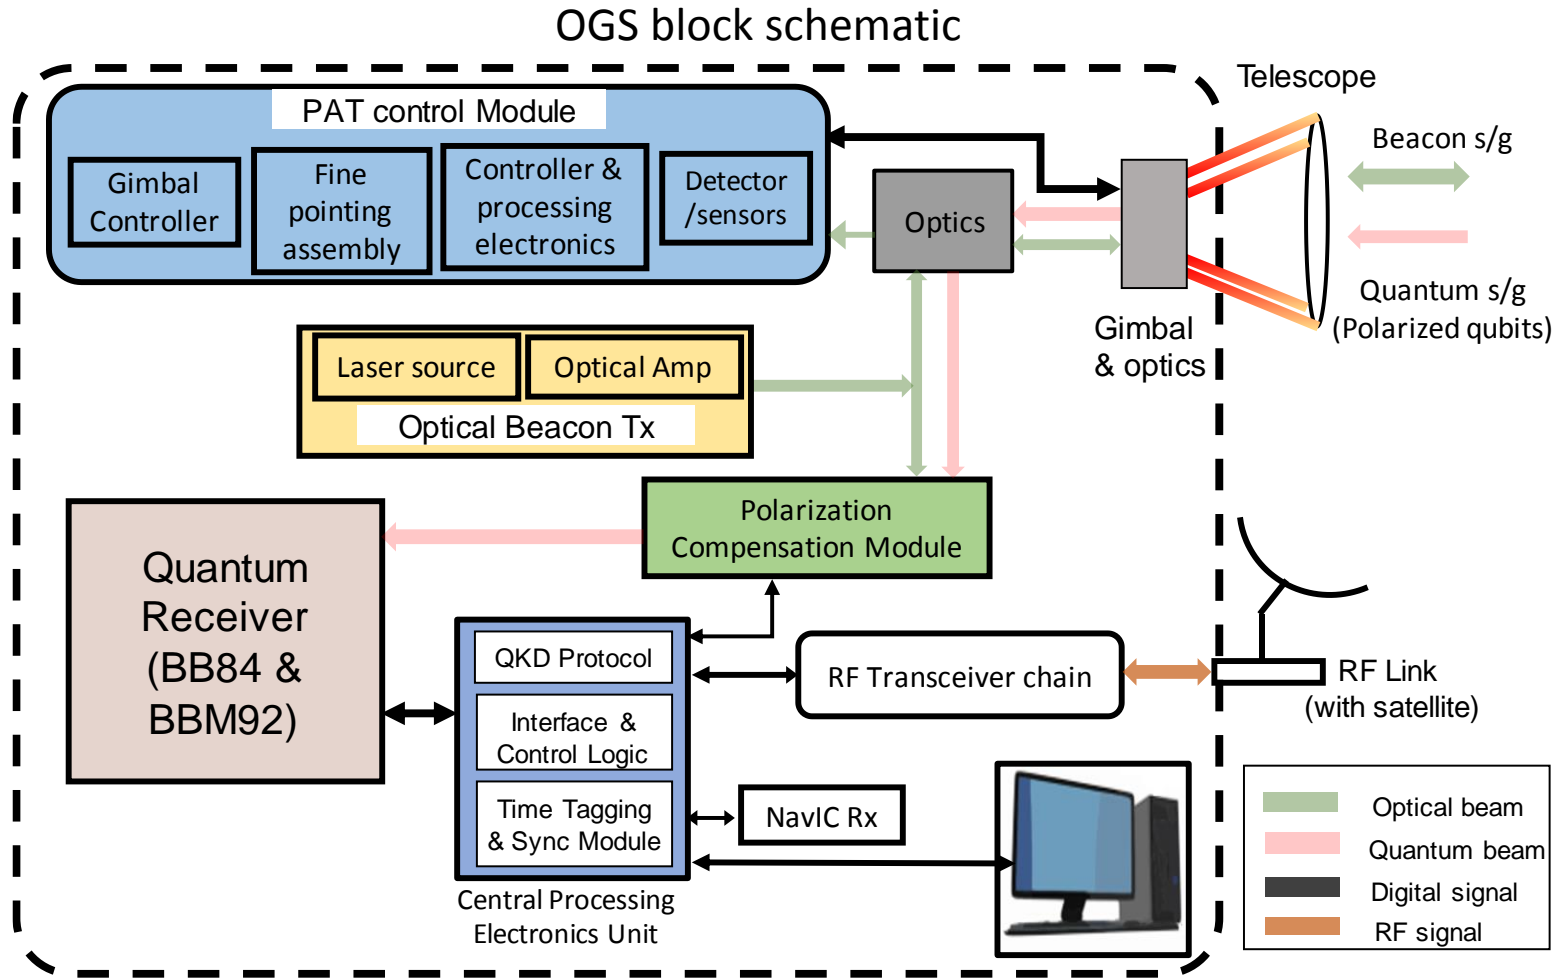 OGS block schematic
PAT control Module
Gimbal
Controller
Fine
pointing
assembly
Controller &
processing
electronics
Detector
/sensors
Optics
Telescope
Beacon s/g
Quantum s/g
(Polarized qubits)
Gimbal
& optics
Laser source
Optical Amp
Optical Beacon Tx
Polarization
Compensation Module
Quantum
Receiver
(BB84 &
BBM92)
QKD Protocol
Interface &
Control Logic
Time Tagging
& Sync Module
Central Processing
Electronics Unit
RF Transceiver chain
NavIC Rx
RF Link
(with satellite)
Optical beam
Quantum beam
Digital signal
RF signal